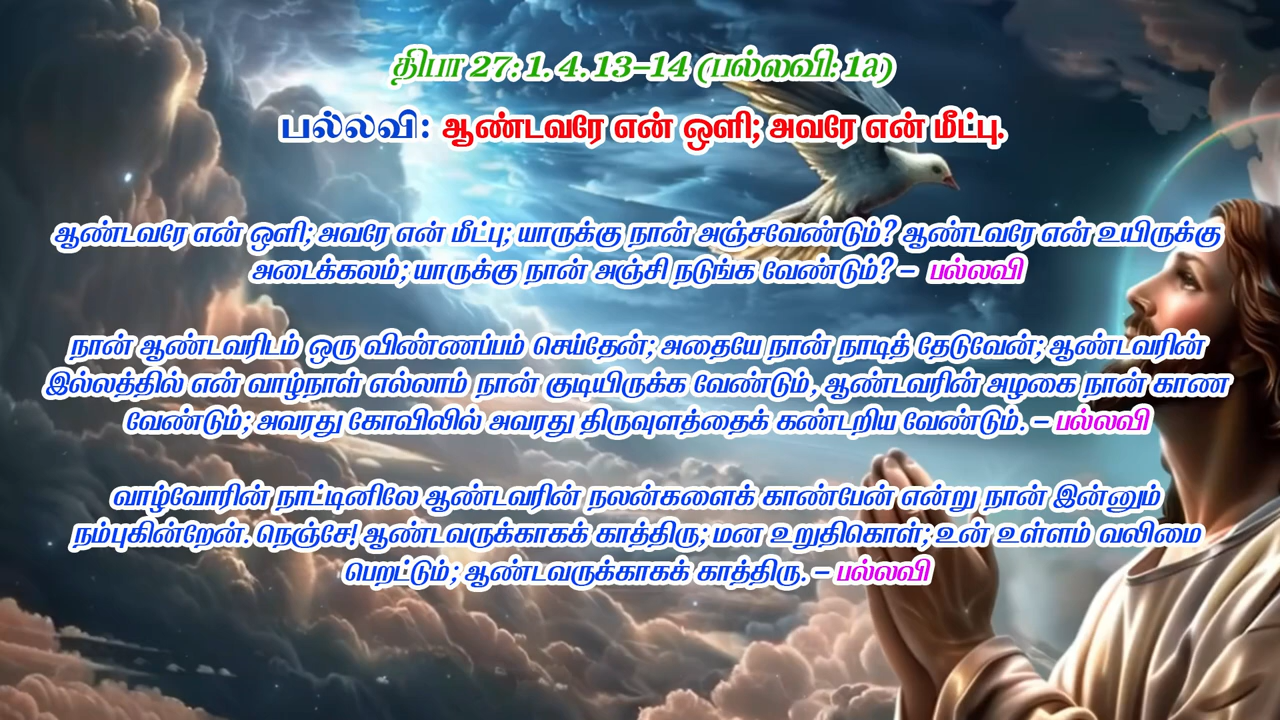 திபா 27: 1. 4. 13-14 (பல்லவி: 1a)
பல்லவி: ஆண்டவரே என் ஒளி; அவரே என் மீட்பு.
ஆண்டவரே என் ஒளி; அவரே என் மீட்பு; யாருக்கு நான் அஞ்சவேண்டும்? ஆண்டவரே என் உயிருக்கு
அடைக்கலம்; யாருக்கு நான் அஞ்சி நடுங்க வேண்டும்? – பல்லவி
நான் ஆண்டவரிடம் ஒரு விண்ணப்பம் செய்தேன்; அதையே நான் நாடித் தேடுவேன்; ஆண்டவரின்
இல்லத்தில் என் வாழ்நாள் எல்லாம் நான் குடியிருக்க வேண்டும், ஆண்டவரின் அழகை நான் காண
வேண்டும்; அவரது கோவிலில் அவரது திருவுளத்தைக் கண்டறிய வேண்டும். – பல்லவி
வாழ்வோரின் நாட்டினிலே ஆண்டவரின் நலன்களைக் காண்பேன் என்று நான் இன்னும்
நம்புகின்றேன். நெஞ்சே! ஆண்டவருக்காகக் காத்திரு; மன உறுதிகொள்; உன் உள்ளம் வலிமை
பெறட்டும்; ஆண்டவருக்காகக் காத்திரு. – பல்லவி